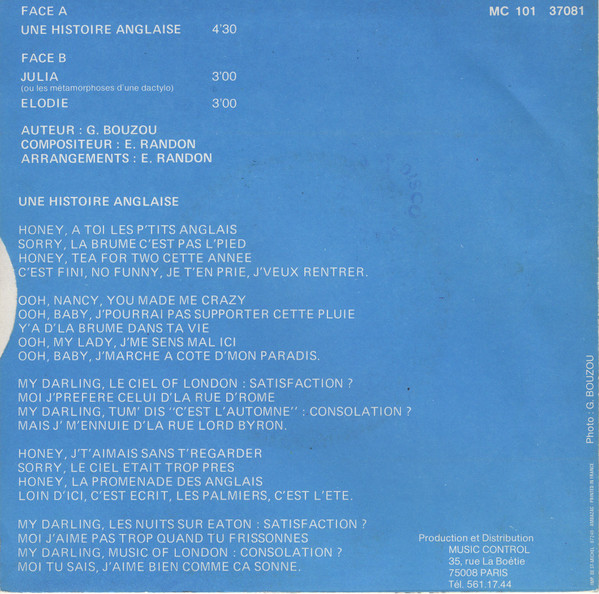 FACE A
MC 101 37081
UNE HISTOIRE ANGLAISE 4'30
FACE B
JULIA 3'00
(ou les métamorphoses d'une dactylo)
ELODIE 3'00
AUTEUR : G. BOUZOU
COMPOSITEUR : E. RANDON
ARRANGEMENTS : E. RANDON
UNE HISTOIRE ANGLAISE
HONEY, A TOI LES P'TITS ANGLAIS
SORRY, LA BRUME C'EST PAS L'PIED
HONEY, TEA FOR TWO CETTE ANNEE
C'EST FINI, NO FUNNY, JE T'EN PRIE, J'VEUX RENTRER.
OOH, NANCY, YOU MADE ME CRAZY
OOH, BABY, J'POURRAI PAS SUPPORTER CETTE PLUIE
Y'A D'LA BRUME DANS TA VIE
OOH, MY LADY, J'ME SENS MAL ICI
OOH, BABY, J'MARCHE A COTE D'MON PARADIS.
MY DARLING, LE CIEL OF LONDON : SATISFACTION ?
MOI J'PREFERE CELUI D'LA RUE D'ROME
MY DARLING, TUM' DIS "C'EST L'AUTOMNE" : CONSOLATION ?
MAIS J' M'ENNUIE D'LA RUE LORD BYRON.
HONEY, J'T'AIMAIS SANS T'REGARDER
SORRY, LE CIEL ETAIT TROP PRES
HONEY, LA PROMENADE DES ANGLAIS
LOIN D'ICI, C'EST ECRIT, LES PALMIERS, C'EST L'ETE.
MY DARLING, LES NUITS SUR EATON : SATISFACTION ?
MOI J'AIME PAS TROP QUAND TU FRISSONNES
MY DARLING, MUSIC OF LONDON : CONSOLATION ?
MOI TU SAIS, J'AIME BIEN COMME CA SONNE.
Production et Distribution
MUSIC CONTROL
35, rue La Boétie
75008 PARIS
Tél. 561.17.44
Photo : G. BOUZOU
PRINTED IN FRANCE